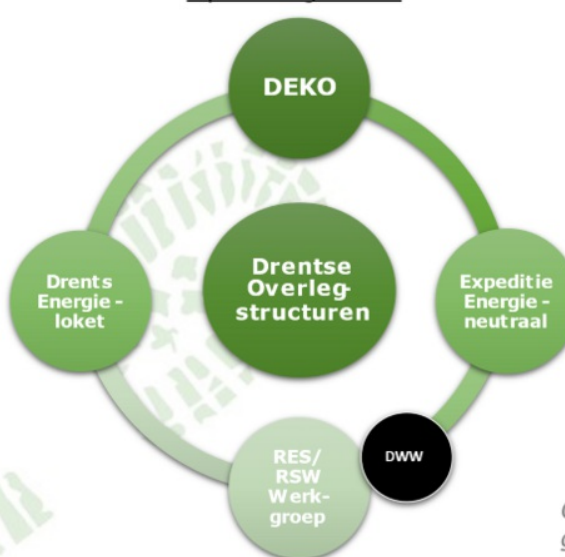 DEKO
Drents
Energie-
loket
Drentse
Overleg-
structuren
Expeditie
Energie-
neutraal
RES/
RSW
Werk-
groep
DWW